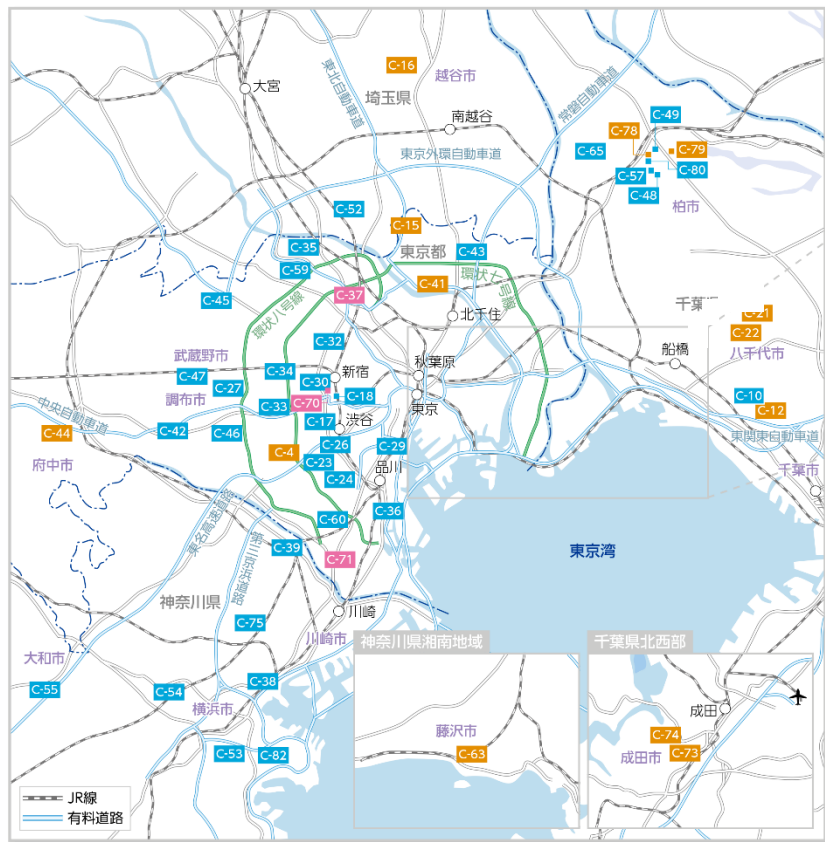 C-16
越谷市
大宮
東北自動車道
埼玉県
常磐自動車道
南越谷
C-49
C-78
C-65
C-79
東京外環自動車道
C-80
C-57
C-48
柏市
C-52
C-15
C-35
東京都
C-43
C-59
環状七号線
C-41
C-37
C-45
環状八号線
北千住
千葉
C-21
C-22
C-32
武蔵野市
船橋
八千代市
秋葉原
C-34
新宿
C-47
C-30
C-27
C-18
調布市
東京
C-10
C-70
C-33
C-12
中央自動車道
C-17
渋谷
C-44
C-42
C-46
東関東自動車道
C-26
C-29
C-4
C-23
府中市
品川
千葉市
C-24
C-36
C-60
東名高速道路
第三京浜道路
C-39
C-71
東京湾
神奈川県
川崎
C-75
川崎市
神奈川県湘南地域
千葉県北西部
大和市
C-38
C-55
C-54
横浜市
成田
藤沢市
C-74
C-63
C-73
成田市
C-53
C-82
JR線
有料道路